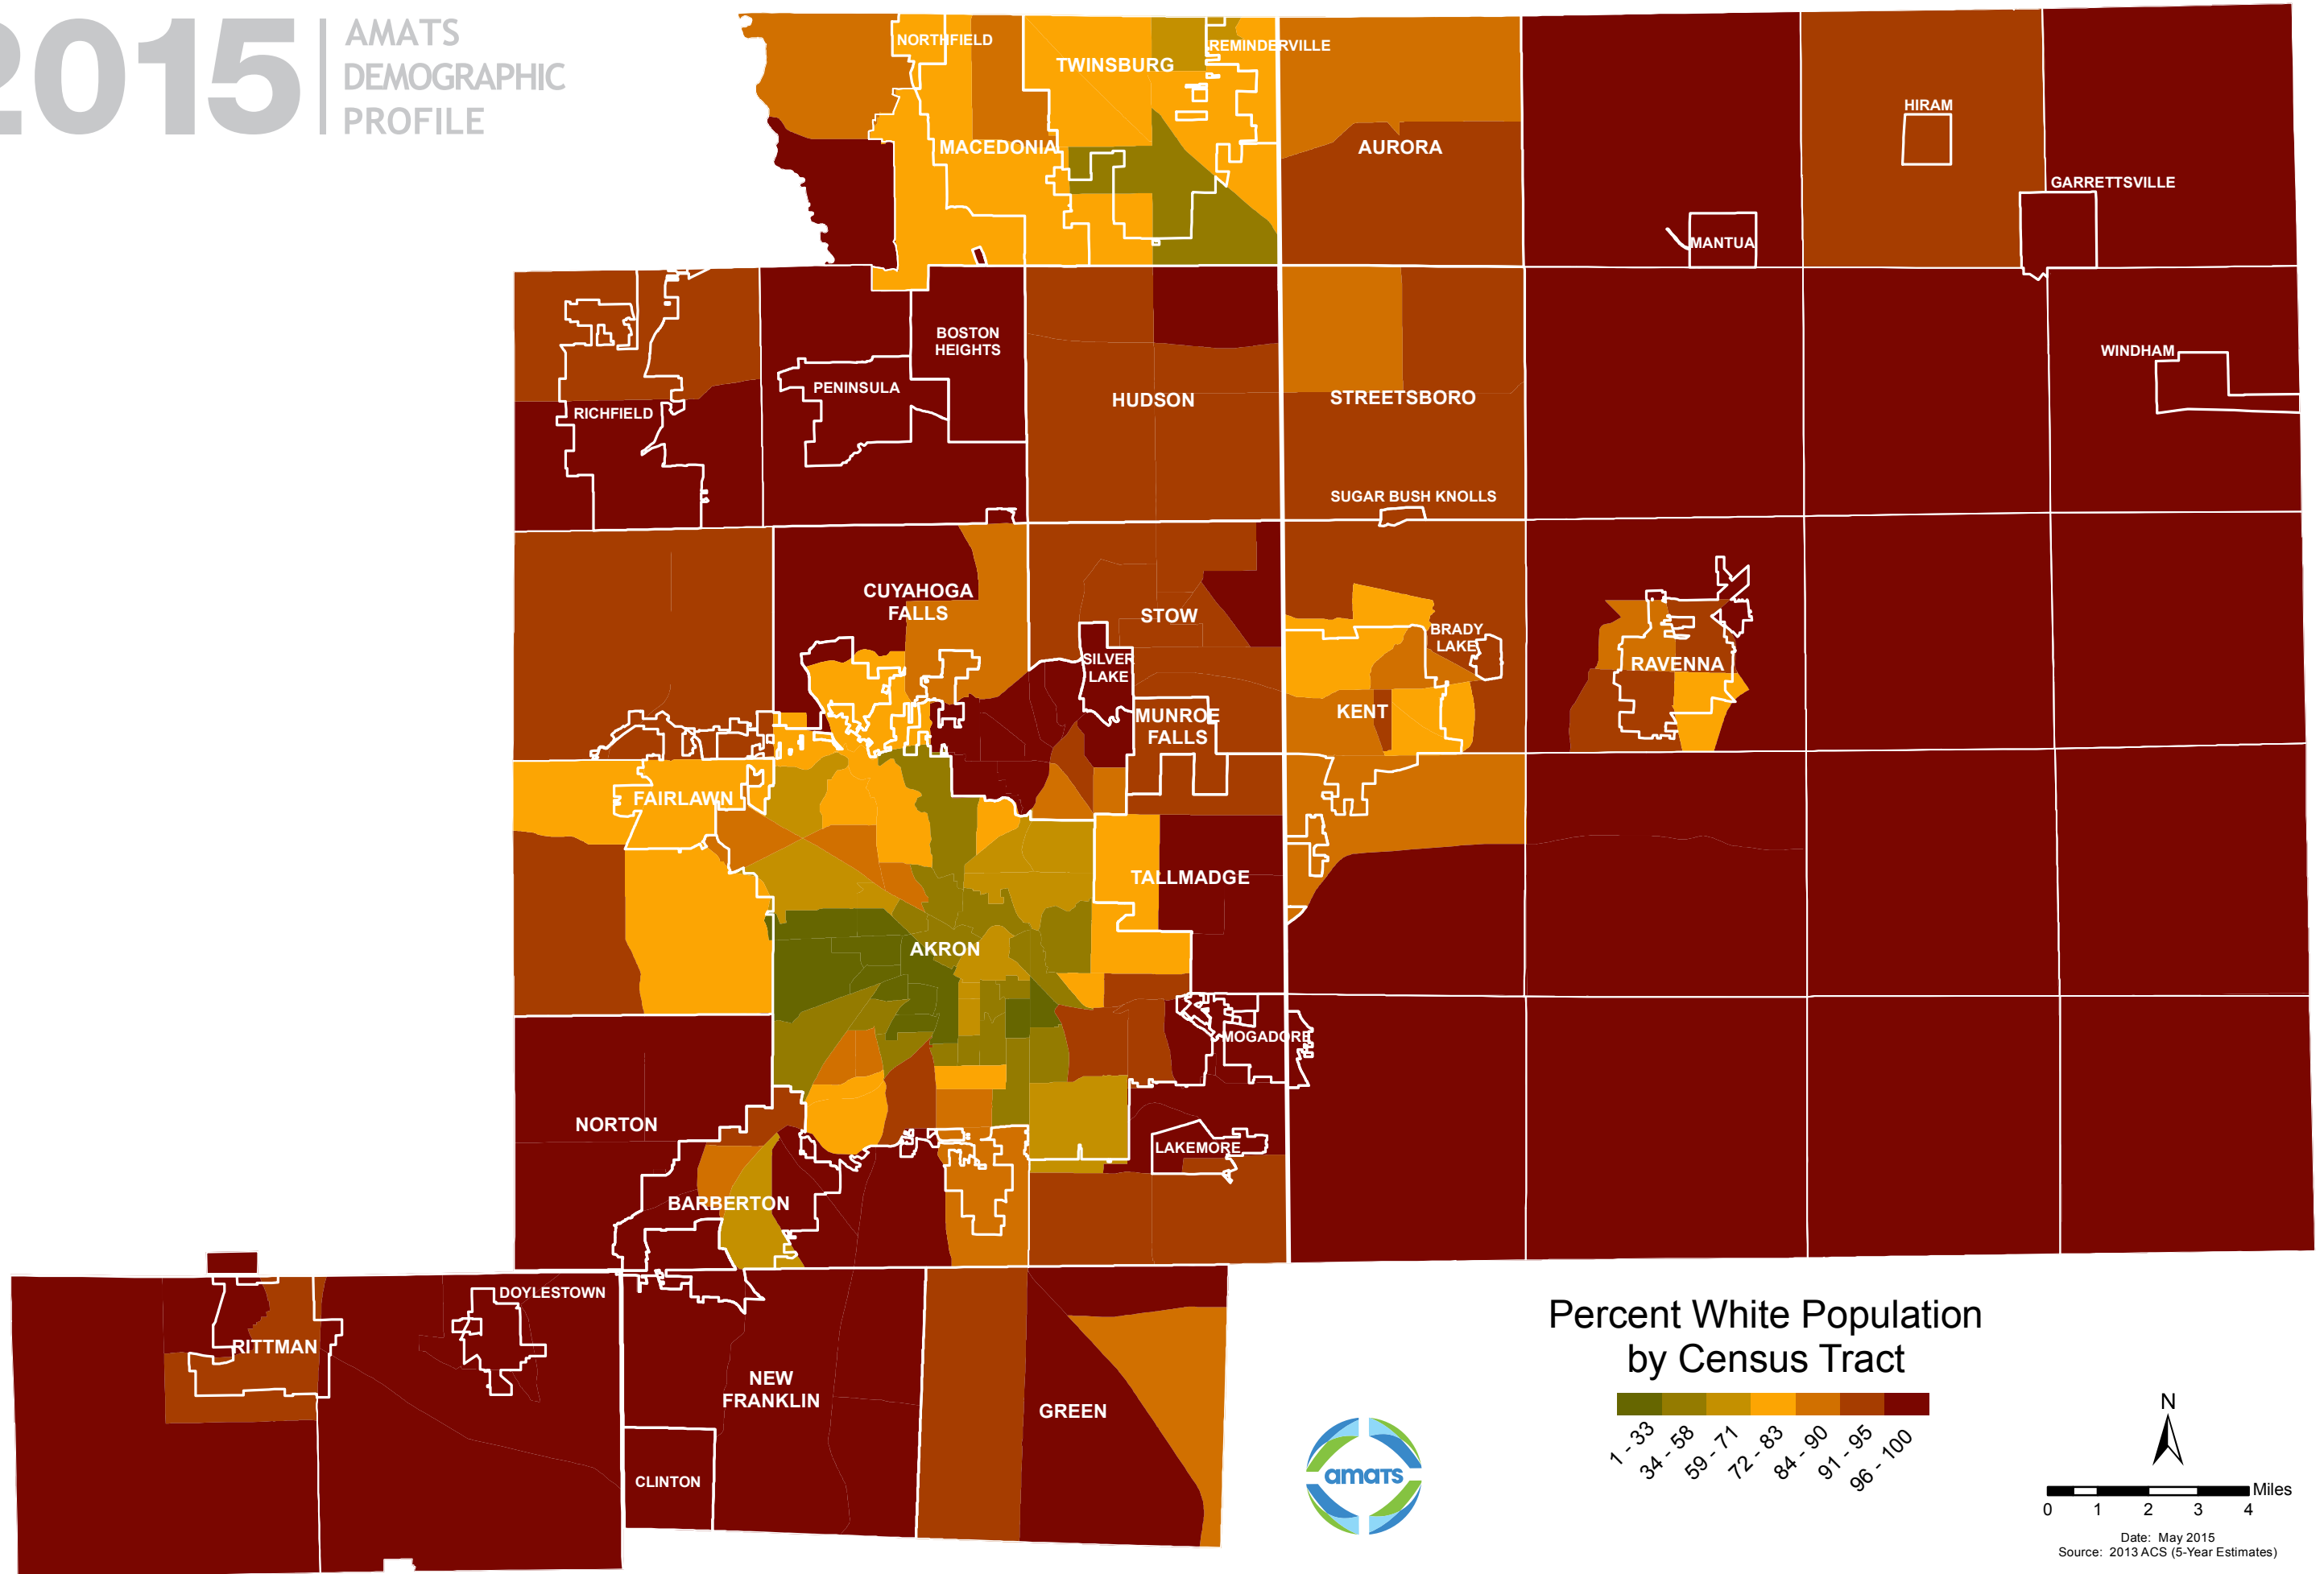 2015
AMATS
DEMOGRAPHIC
PROFILE
NORTHFIELD
REMINDERVILLE
TWINSBURG
MACEDONIA
AURORA
HIRAM
GARRETTSVILLE
MANTUA
BOSTON
HEIGHTS
PENINSULA
RICHFIELD
HUDSON
STREETSBORO
WINDHAM
SUGAR BUSH KNOLLS
CUYAHOGA
FALLS
STOW
SILVER
LAKE
BRADY
LAKE
RAVENNA
MUNROE
FALLS
KENT
FAIRLAWN
TALLMADGE
AKRON
MOGADORE
NORTON
LAKEMORE
BARBERTON
DOYLESTOWN
RITTMAN
NEW
FRANKLIN
GREEN
CLINTON
Percent White Population
by Census Tract
1 - 33
34 - 58
59 - 71
72 - 83
84 - 90
91 - 95
96 - 100
amats
N
Miles
0 1 2 3 4
Date: May 2015
Source: 2013 ACS (5-Year Estimates)